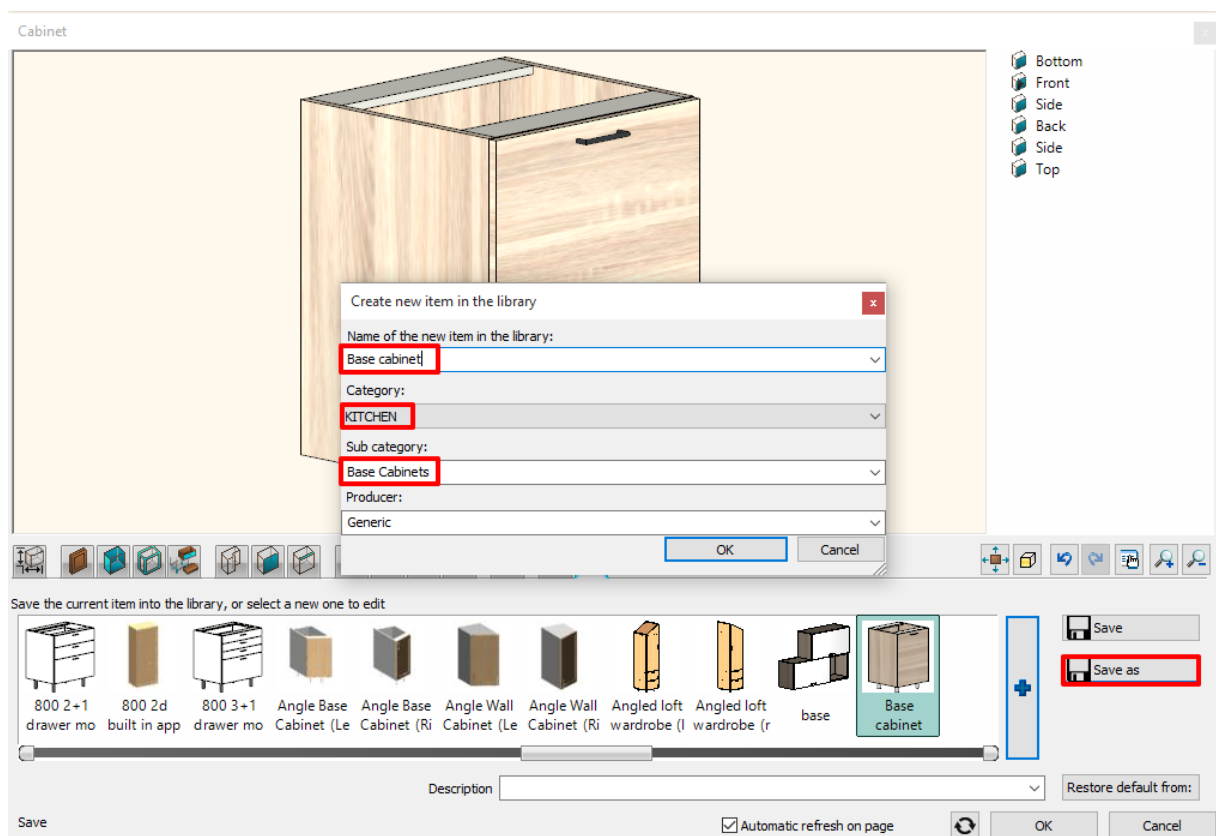 Cabinet
x
Bottom
Front
Side
Back
Side
Top
Create new item in the library
x
Name of the new item in the library:
Base cabinet
Category:
KITCHEN
Sub category:
Base Cabinets
Producer:
Generic
OK Cancel
Save the current item into the library, or select a new one to edit
800 2+1
drawer mo
800 2d
built in app
800 3+1
drawer mo
Angle Base
Cabinet (Le
Angle Base
Cabinet (Ri
Angle Wall
Cabinet (Le
Angle Wall
Cabinet (Ri
Angled loft
wardrobe (l
Angled loft
wardrobe (r
base
Base
cabinet
Save
Save as
Description
Restore default from:
Save
Automatic refresh on page
OK
Cancel